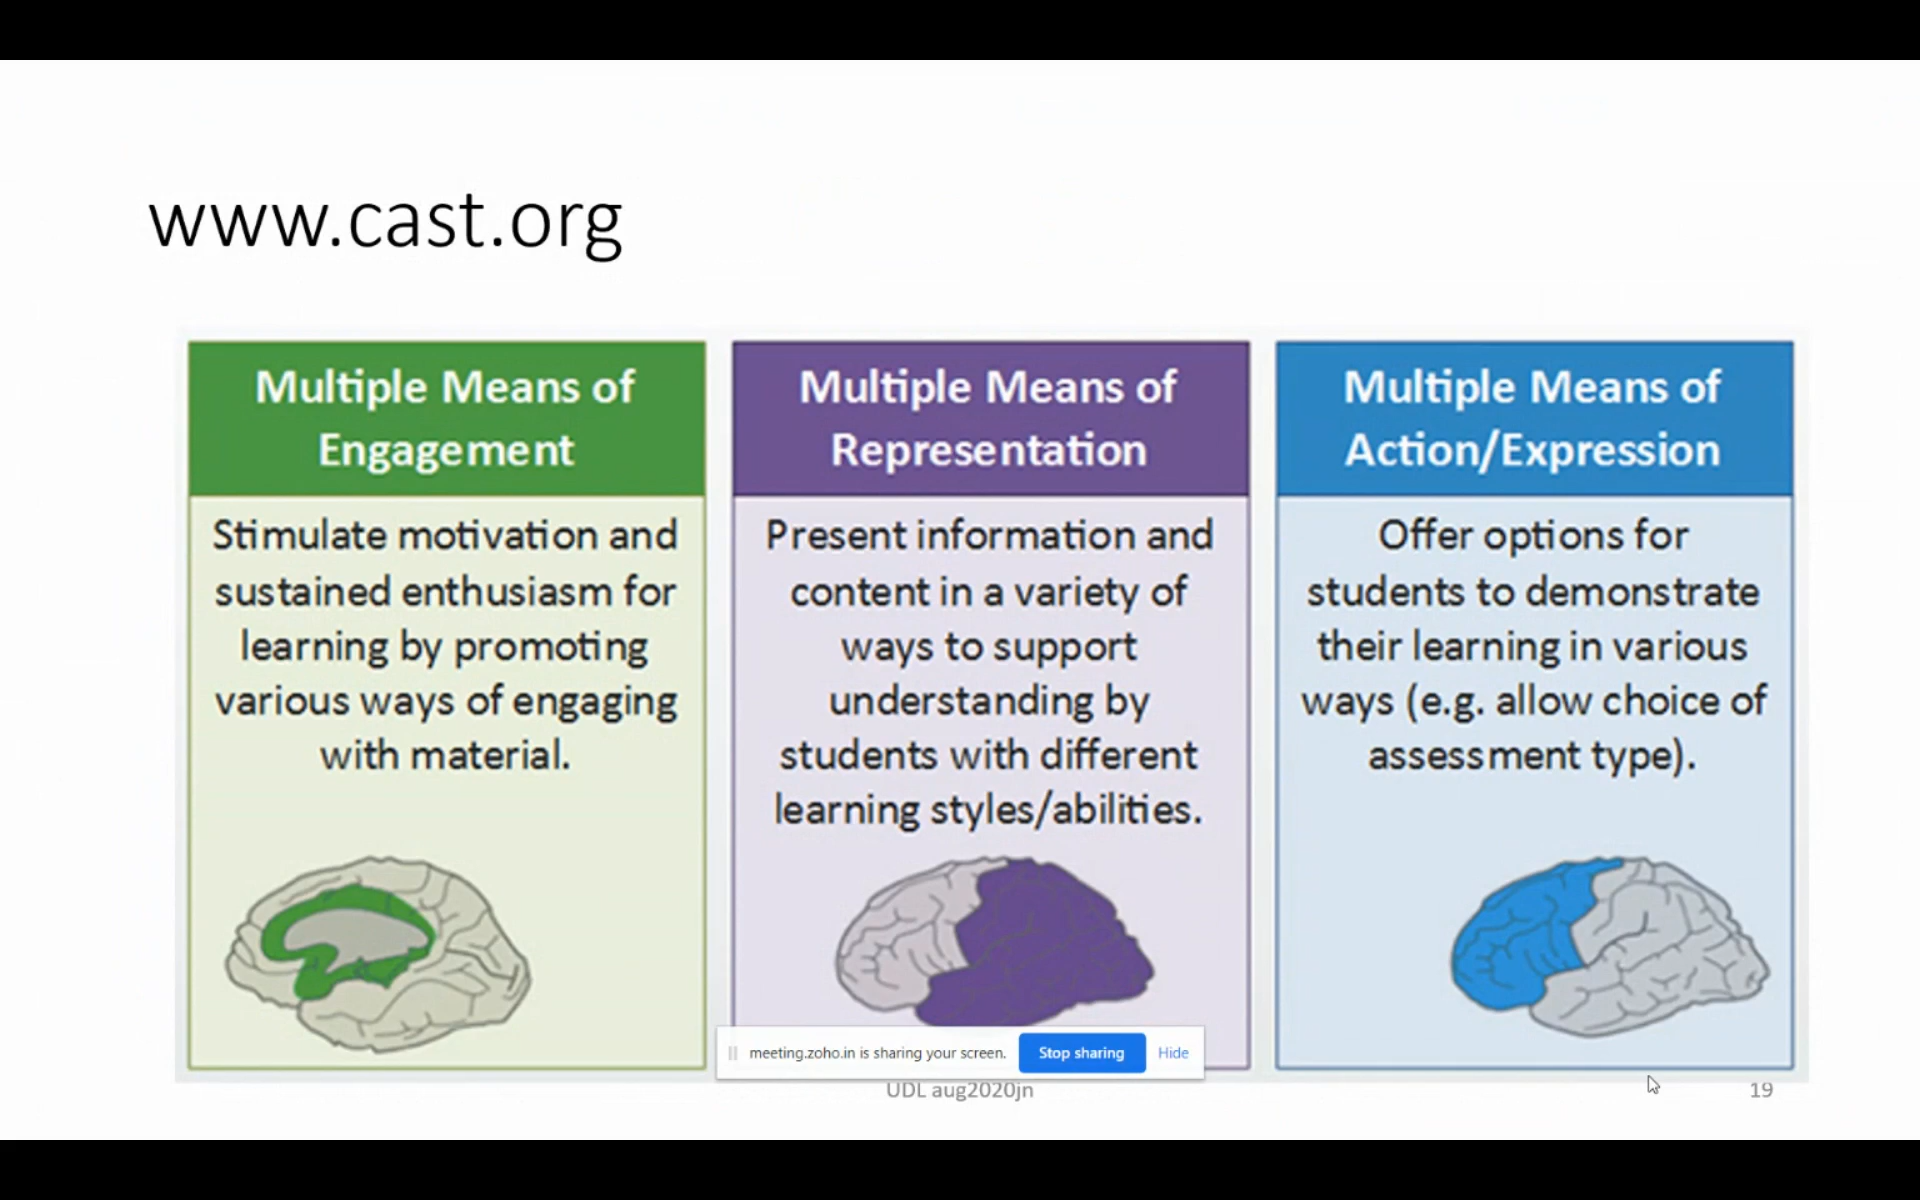 www.cast.org
Multiple Means of
Engagement
Stimulate motivation and
sustained enthusiasm for
learning by promoting
various ways of engaging
with material.
Multiple Means of
Representation
Present information and
content in a variety of
ways to support
understanding by
students with different
learning styles/abilities.
Multiple Means of
Action/Expression
Offer options for
students to demonstrate
their learning in various
ways (e.g. allow choice of
assessment type).
meeting.zoho.in is sharing your screen. Stop sharing Hide
UDL aug2020jn
19